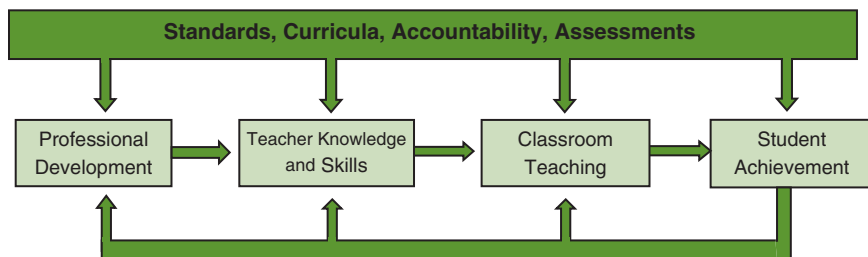 Standards, Curricula, Accountability, Assessments
Professional
Development
Teacher Knowledge
and Skills
Classroom
Teaching
Student
Achievement